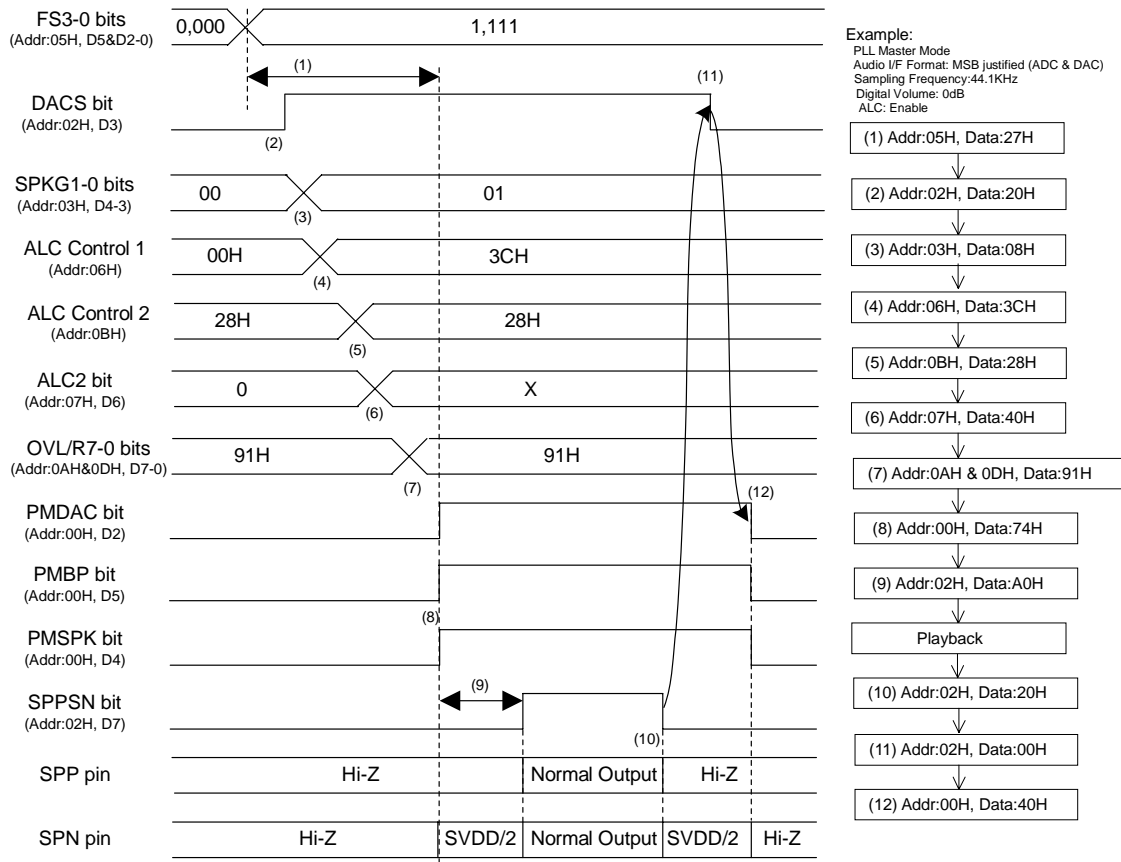 FS3-0 bits
(Addr:05H, D5&D2-0)
0,000
1,111
(1)
(11)
DACS bit
(Addr:02H, D3)
(2)
SPKG1-0 bits
(Addr:03H, D4-3)
00
01
(3)
ALC Control 1
(Addr:06H)
00H
3CH
(4)
ALC Control 2
(Addr:0BH)
28H
28H
(5)
ALC2 bit
(Addr:07H, D6)
0
X
(6)
OVL/R7-0 bits
(Addr:0AH&0DH, D7-0)
91H
91H
(7)
(12)
PMDAC bit
(Addr:00H, D2)
PMBP bit
(Addr:00H, D5)
(8)
PMSPK bit
(Addr:00H, D4)
(9)
SPPSN bit
(Addr:02H, D7)
(10)
SPP pin
Hi-Z
Normal Output
Hi-Z
SPN pin
Hi-Z
SVDD/2
Normal Output
SVDD/2
Hi-Z
Example:
PLL Master Mode
Audio I/F Format: MSB justified (ADC & DAC)
Sampling Frequency:44.1KHz
Digital Volume: 0dB
ALC: Enable
(1) Addr:05H, Data:27H
(2) Addr:02H, Data:20H
(3) Addr:03H, Data:08H
(4) Addr:06H, Data:3CH
(5) Addr:0BH, Data:28H
(6) Addr:07H, Data:40H
(7) Addr:0AH & 0DH, Data:91H
(8) Addr:00H, Data:74H
(9) Addr:02H, Data:A0H
Playback
(10) Addr:02H, Data:20H
(11) Addr:02H, Data:00H
(12) Addr:00H, Data:40H